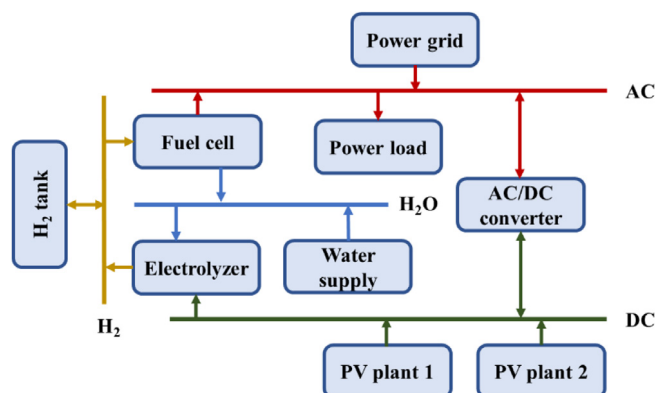 Power grid
AC
Fuel cell
Power load
H₂ tank
H₂O
AC/DC
converter
Electrolyzer
Water
supply
H₂
DC
PV plant 1
PV plant 2